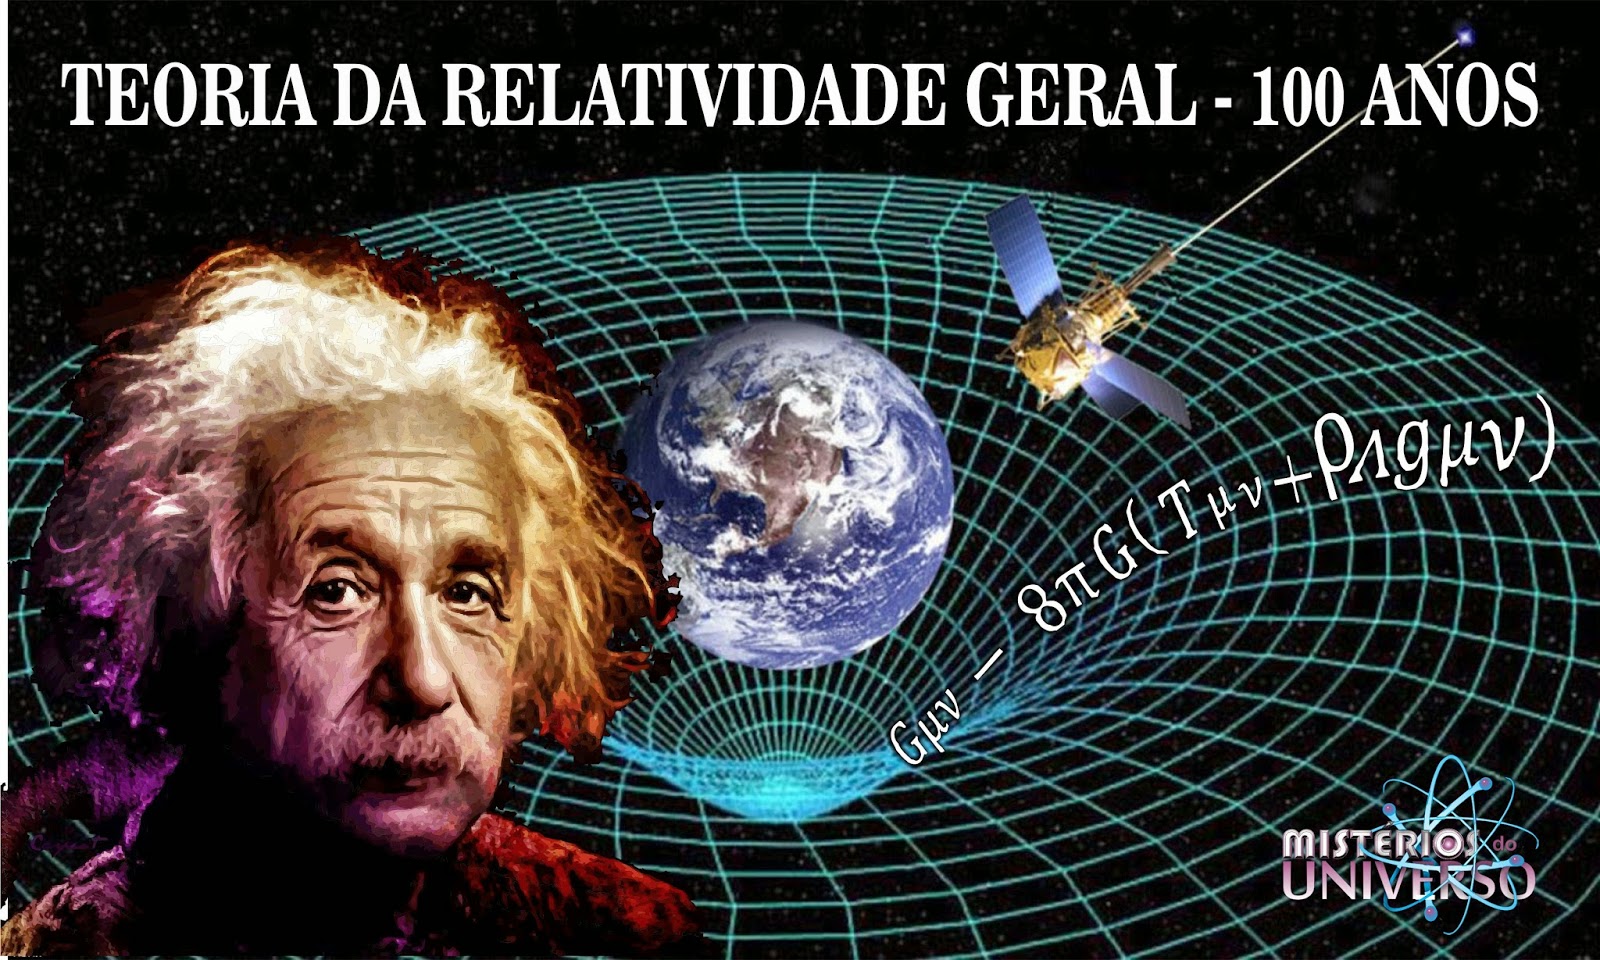 TEORIA DA RELATIVIDADE GERAL - 100 ANOS
Gμν — 8πG(Tμν+ρΛgμν)
MISTERIOS do
UNIVERSO